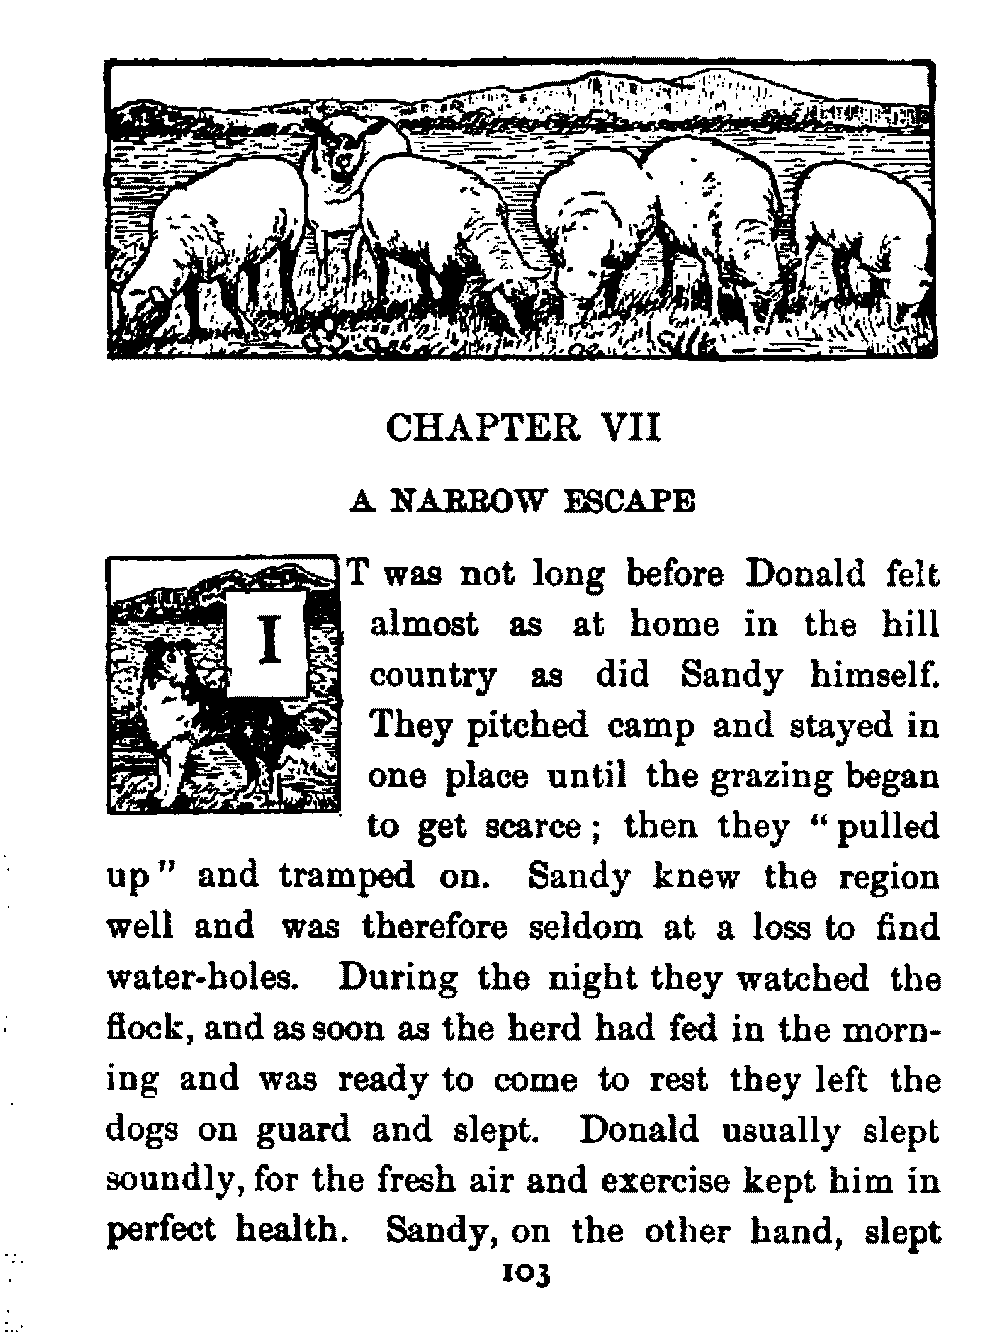 CHAPTER VII
A NARROW ESCAPE
IT was not long before Donald felt
almost as at home in the hill
country as did Sandy himself.
They pitched camp and stayed in
one place until the grazing began
to get scarce; then they "pulled
up" and tramped on. Sandy knew the region
well and was therefore seldom at a loss to find
water-holes. During the night they watched the
flock, and as soon as the herd had fed in the morn-
ing and was ready to come to rest they left the
dogs on guard and slept. Donald usually slept
soundly, for the fresh air and exercise kept him in
perfect health. Sandy, on the other hand, slept
103